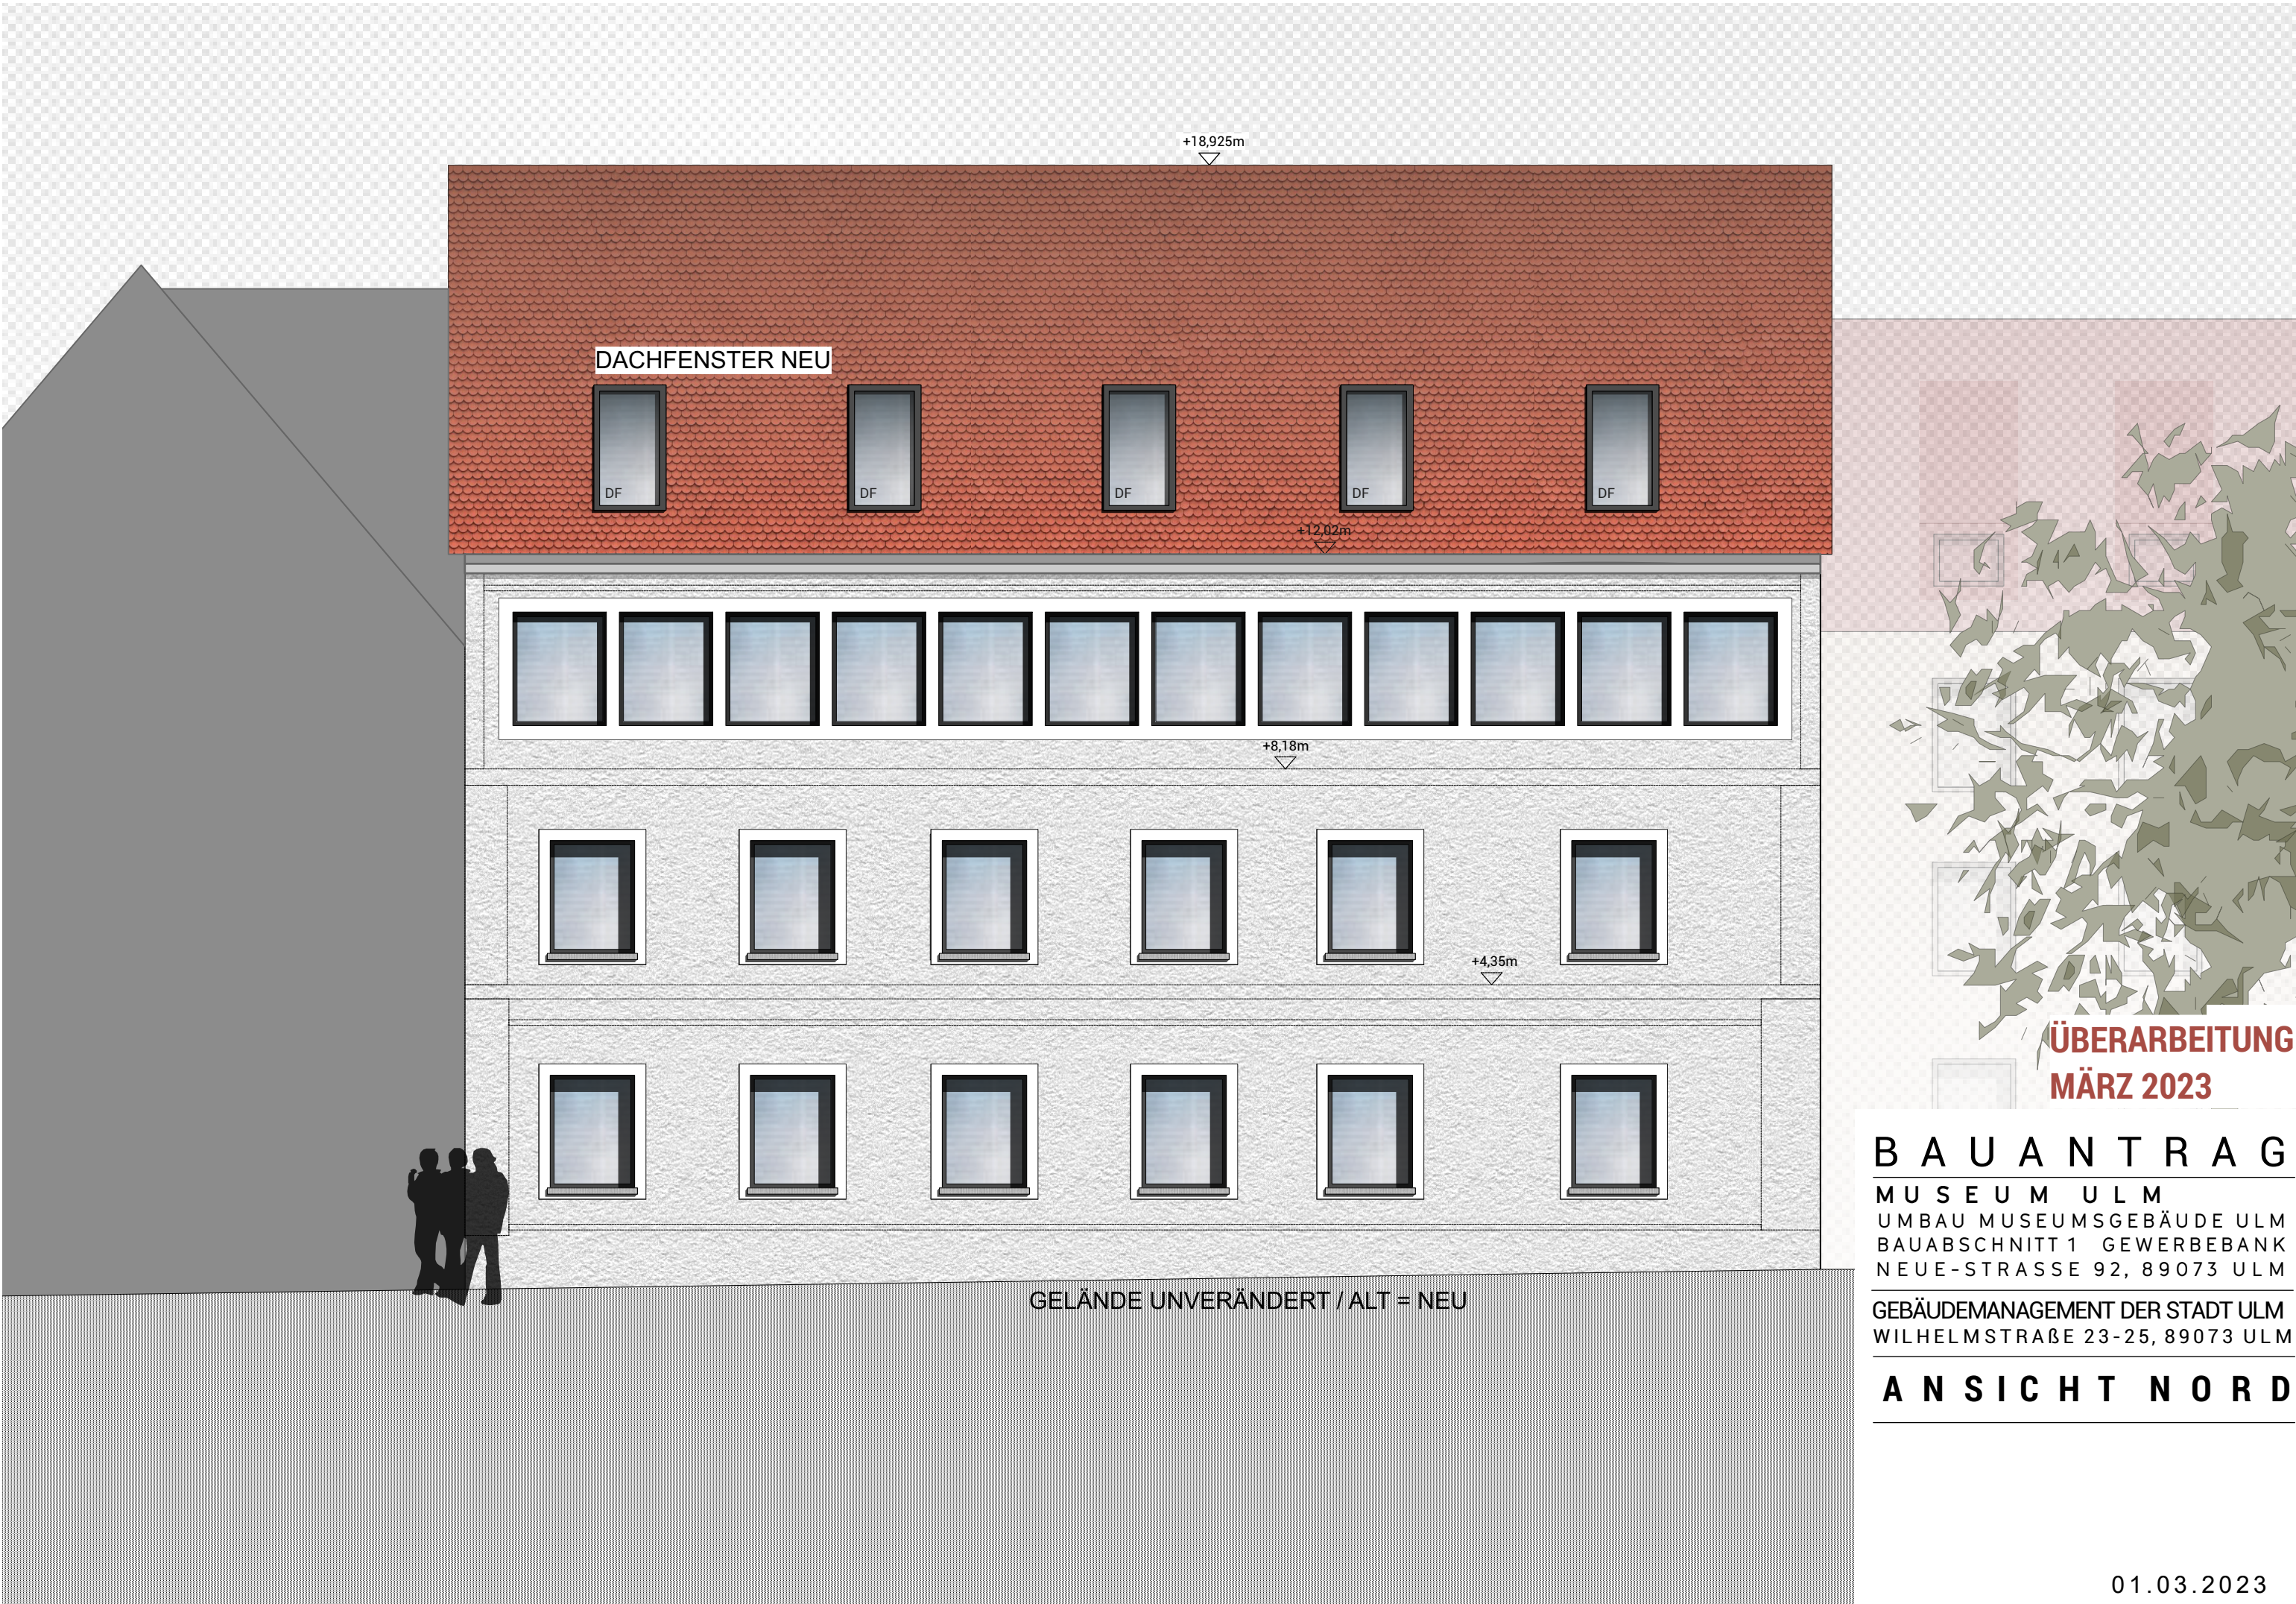 +18,925m
DACHFENSTER NEU
DF
DF
DF
DF
DF
+12,02m
+8,18m
+4,35m
GELÄNDE UNVERÄNDERT / ALT = NEU
ÜBERARBEITUNG
MÄRZ 2023
BAUANTRAG
MUSEUM ULM
UMBAU MUSEUMSGEBÄUDE ULM
BAUABSCHNITT 1 GEWERBEBANK
NEUE-STRASSE 92, 89073 ULM
GEBÄUDEMANAGEMENT DER STADT ULM
WILHELMSTRAßE 23-25, 89073 ULM
ANSICHT NORD
01.03.2023